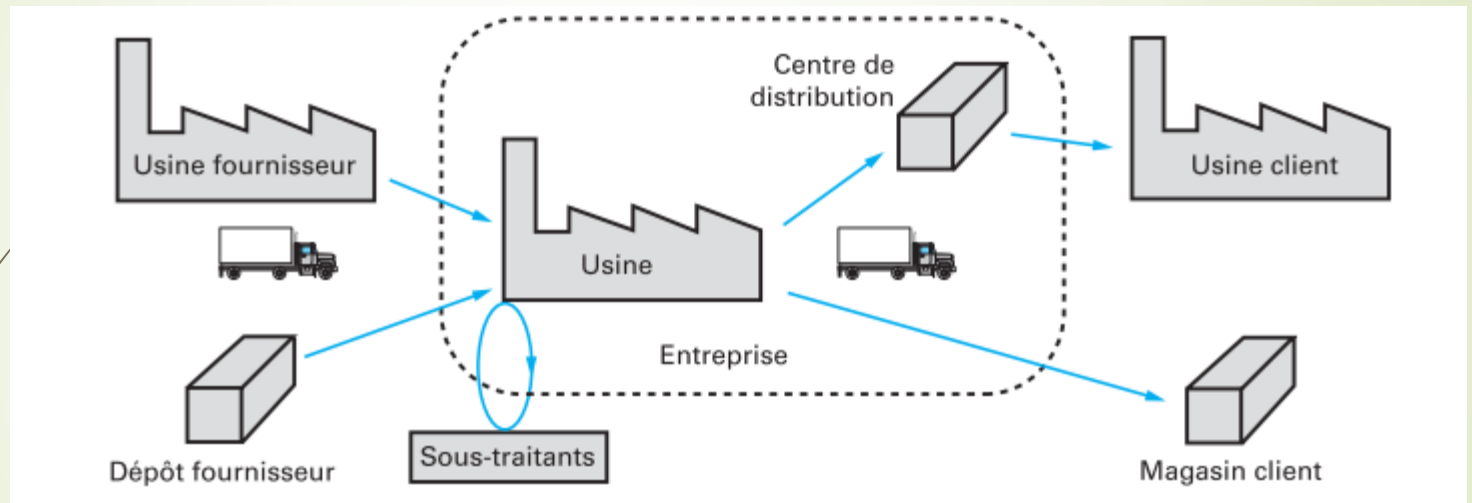 Centre de
distribution
Usine fournisseur
Usine client
Usine
Entreprise
Sous-traitants
Dépôt fournisseur
Magasin client